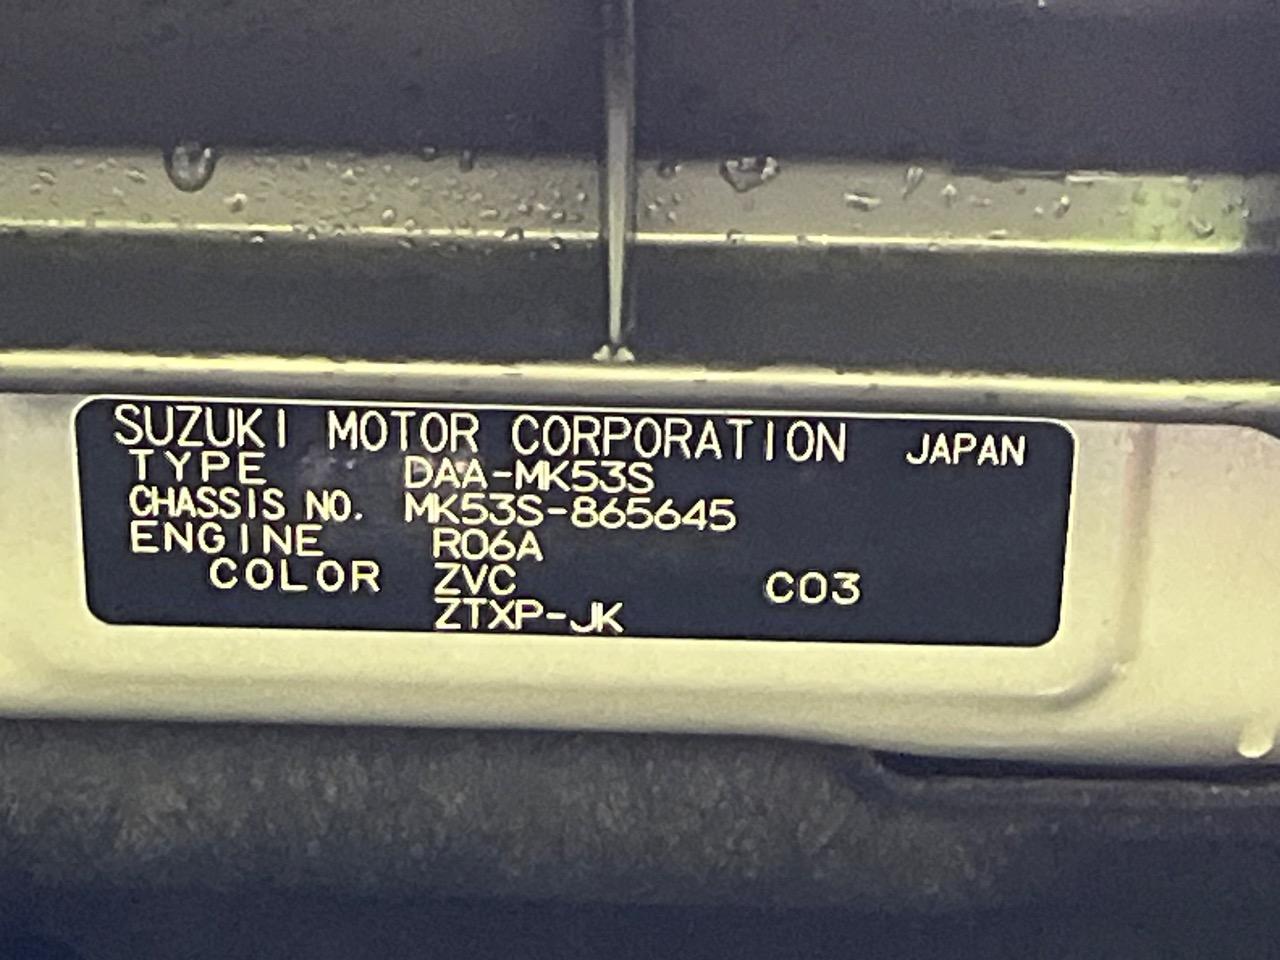 SUZUKI MOTOR CORPORATION JAPAN
TYPE DAA-MK53S
CHASSIS NO. MK53S-865645
ENGINE R06A
COLOR ZVC C03
ZTXP-JK